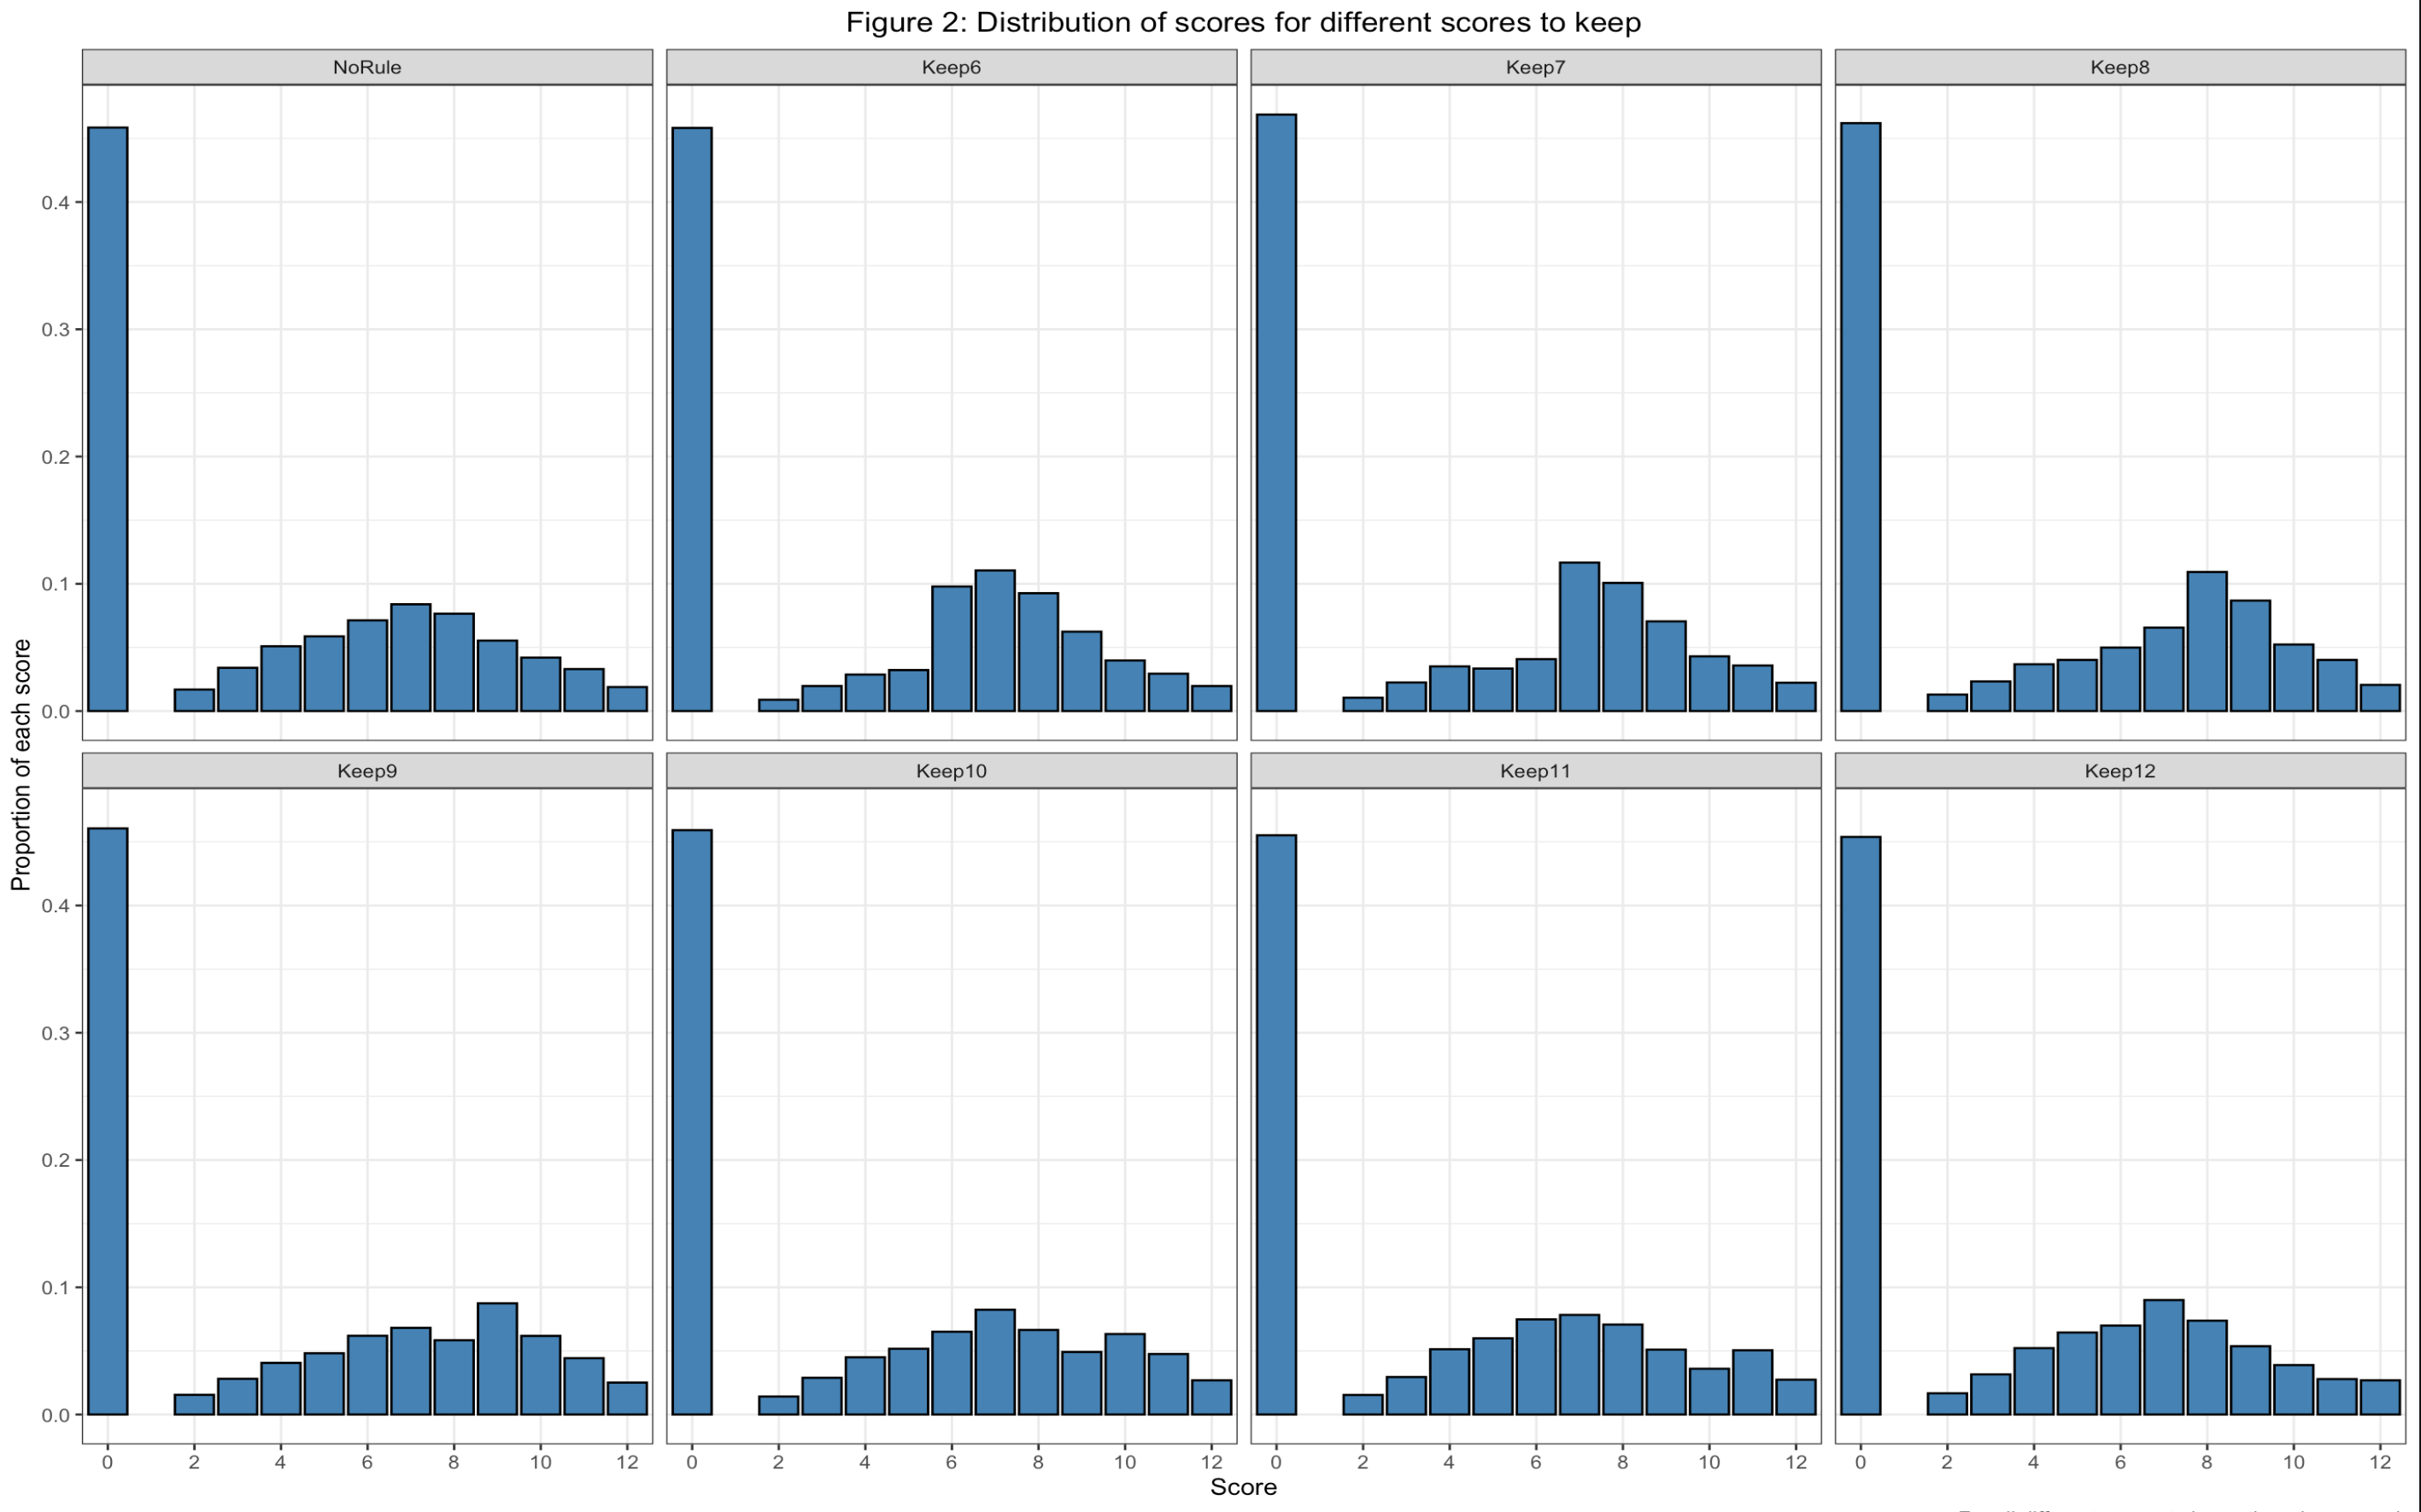 Figure 2: Distribution of scores for different scores to keep
NoRule Keep6 Keep7 Keep8
0.4
0.3
0.2
0.1
0.0
Keep9 Keep10 Keep11 Keep12
0.4
0.3
0.2
0.1
0.0
0 2 4 6 8 10 12 0 2 4 6 8 10 12 0 2 4 6 8 10 12 0 2 4 6 8 10 12
Score
Proportion of each score